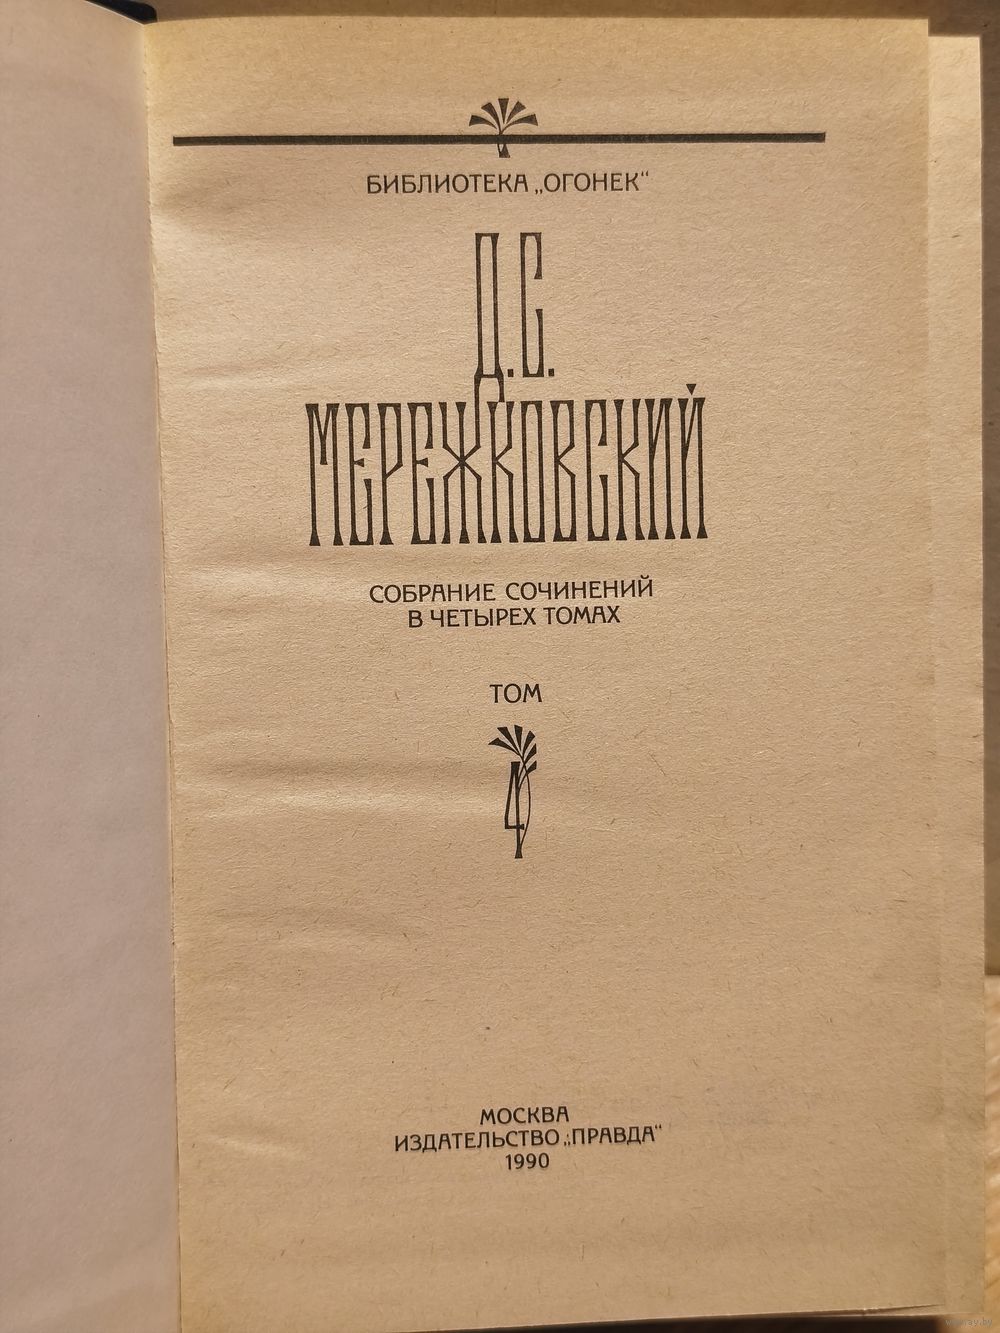 БИБЛИОТЕКА „ОГОНЕК“
Д.С.
МЕРЕЖКОВСКИЙ
СОБРАНИЕ СОЧИНЕНИЙ
В ЧЕТЫРЕХ ТОМАХ
ТОМ
4
МОСКВА
ИЗДАТЕЛЬСТВО „ПРАВДА“
1990